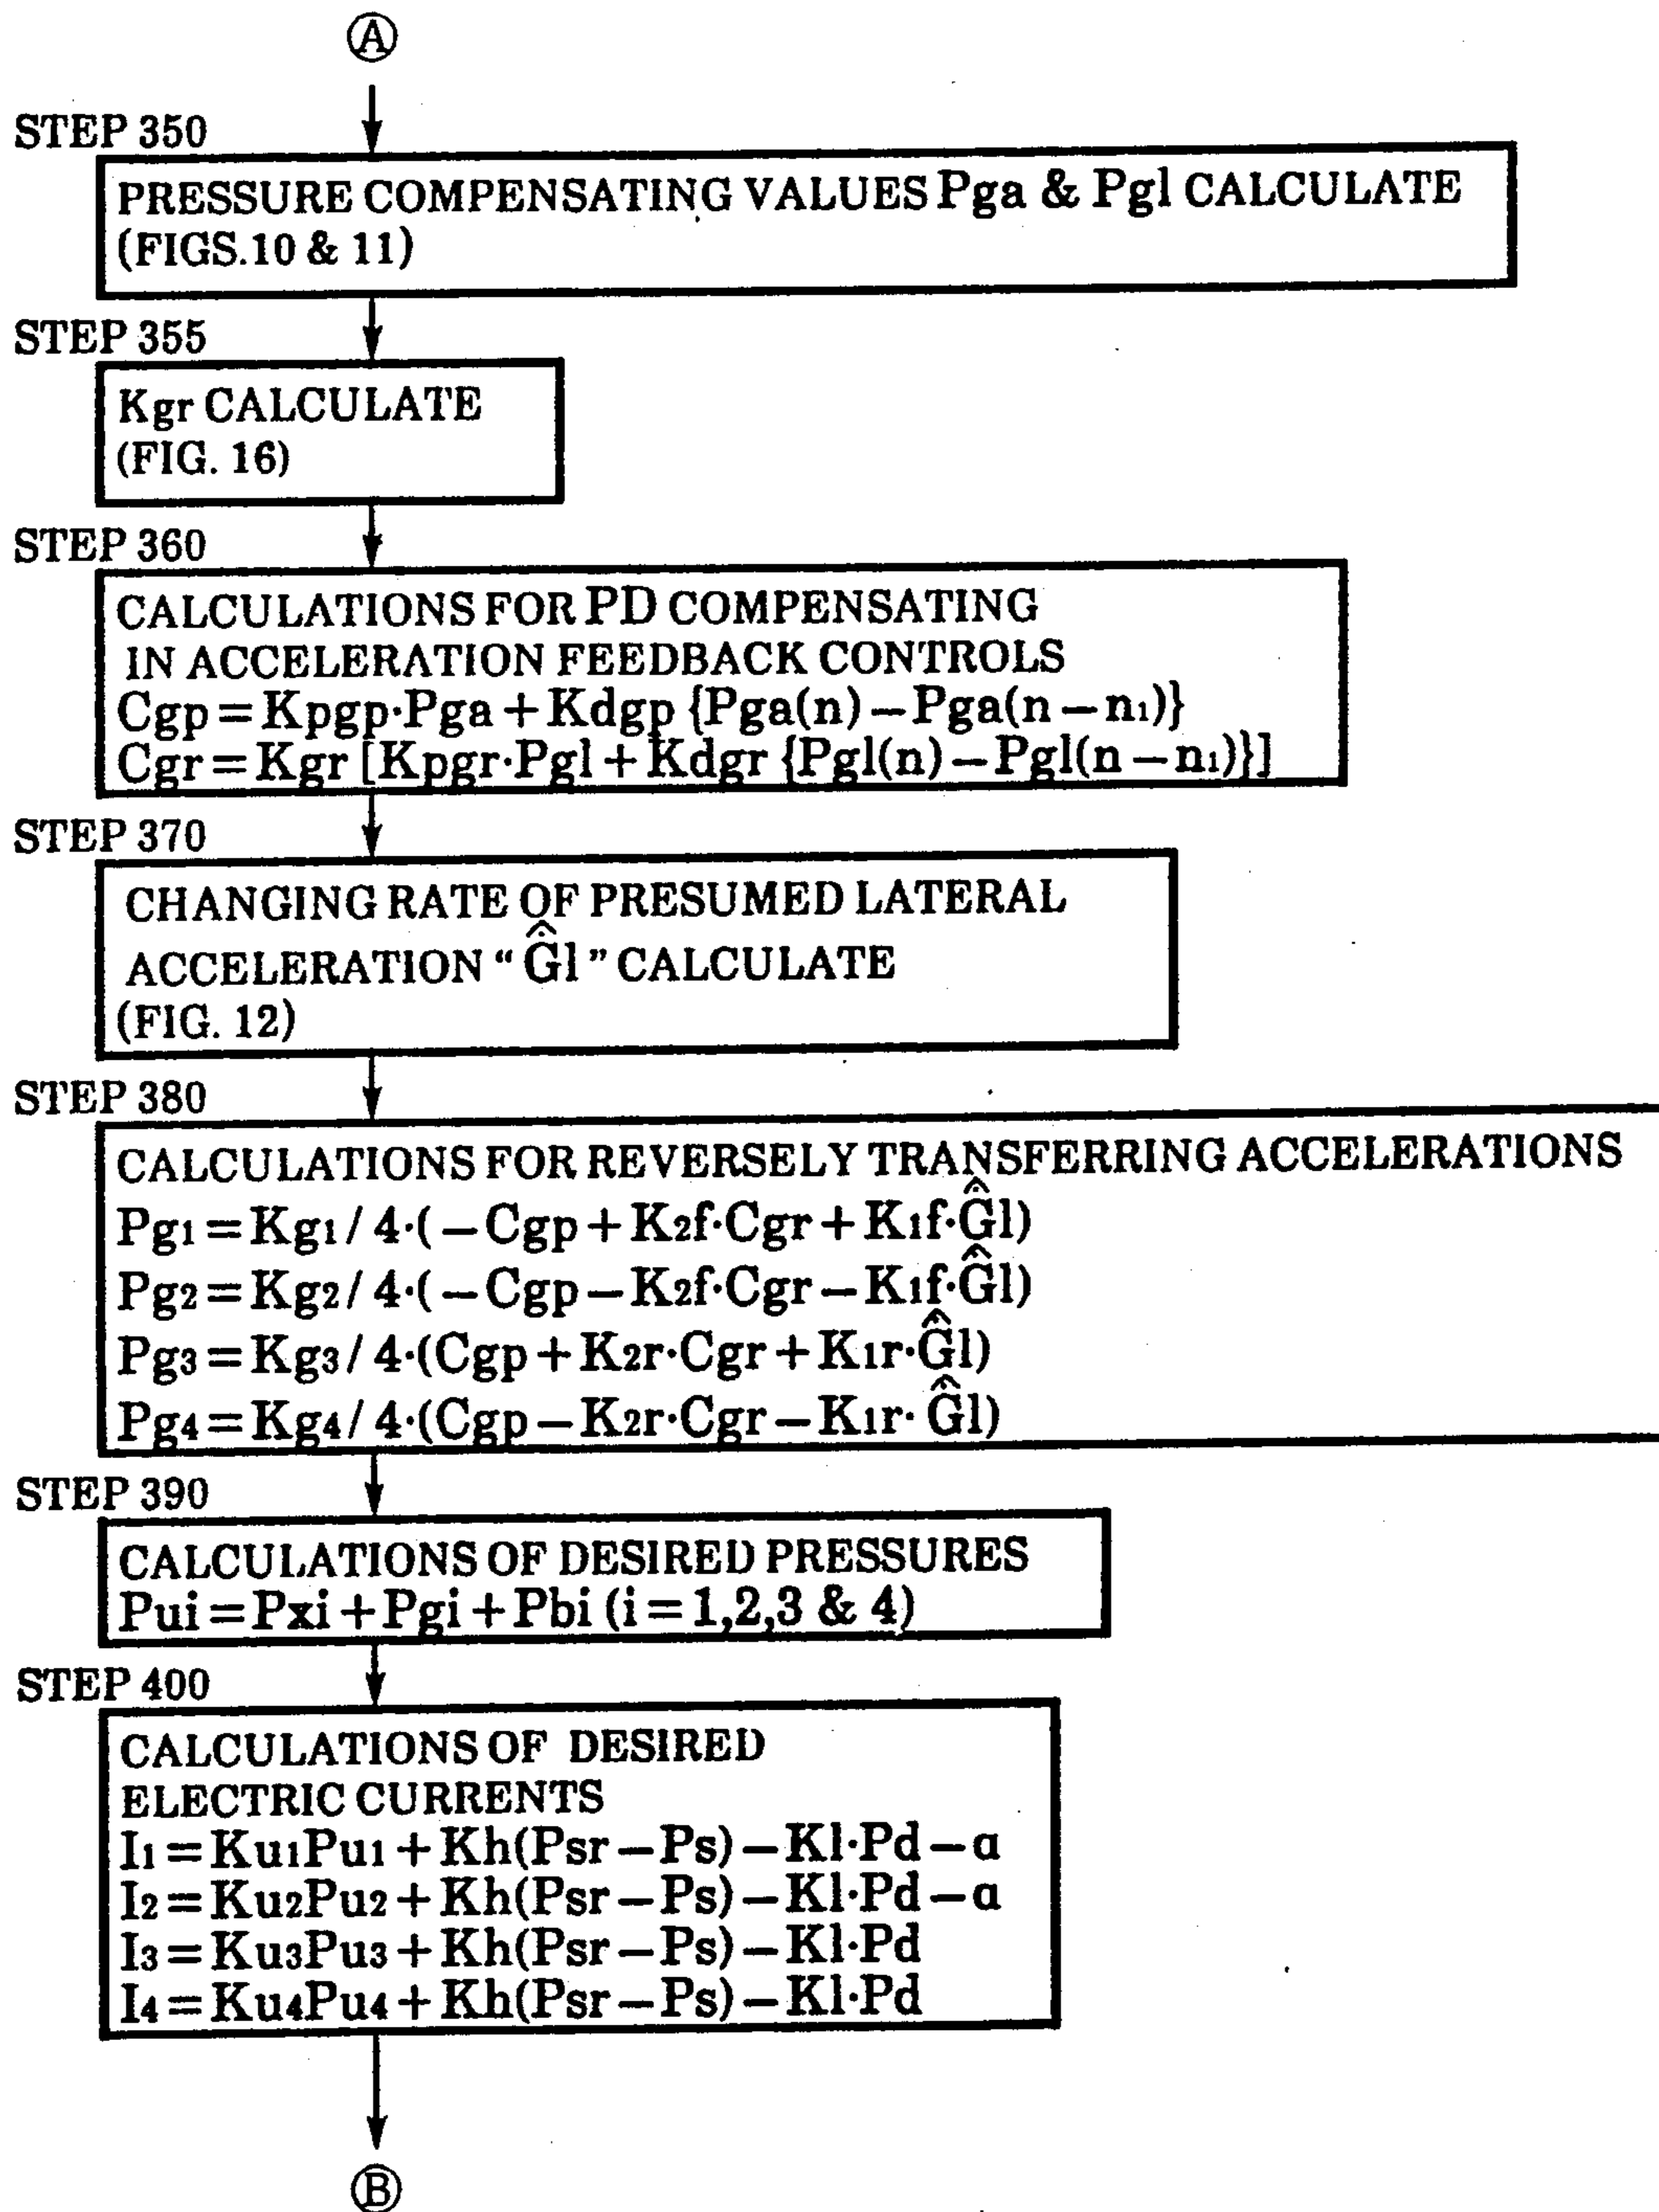 Ⓐ
STEP 350
PRESSURE COMPENSATING VALUES Pga & Pgl CALCULATE
(FIGS.10 & 11)
STEP 355
Kgr CALCULATE
(FIG. 16)
STEP 360
CALCULATIONS FOR PD COMPENSATING
IN ACCELERATION FEEDBACK CONTROLS
Cgp=Kpgp·Pga+Kdgp {Pga(n)−Pga(n−n₁)}
Cgr=Kgr [Kpgr·Pgl+Kdgr {Pgl(n)−Pgl(n−n₁)}]
STEP 370
CHANGING RATE OF PRESUMED LATERAL
ACCELERATION “Ġ̂l” CALCULATE
(FIG. 12)
STEP 380
CALCULATIONS FOR REVERSELY TRANSFERRING ACCELERATIONS
Pg₁=Kg₁/4·(−Cgp+K₂f·Cgr+K₁f·Ġ̂l)
Pg₂=Kg₂/4·(−Cgp−K₂f·Cgr−K₁f·Ġ̂l)
Pg₃=Kg₃/4·(Cgp+K₂r·Cgr+K₁r·Ġ̂l)
Pg₄=Kg₄/4·(Cgp−K₂r·Cgr−K₁r·Ġ̂l)
STEP 390
CALCULATIONS OF DESIRED PRESSURES
Pui=Pxi+Pgi+Pbi (i=1,2,3 & 4)
STEP 400
CALCULATIONS OF DESIRED
ELECTRIC CURRENTS
I₁=Ku₁Pu₁+Kh(Psr−Ps)−Kl·Pd−α
I₂=Ku₂Pu₂+Kh(Psr−Ps)−Kl·Pd−α
I₃=Ku₃Pu₃+Kh(Psr−Ps)−Kl·Pd
I₄=Ku₄Pu₄+Kh(Psr−Ps)−Kl·Pd
Ⓑ